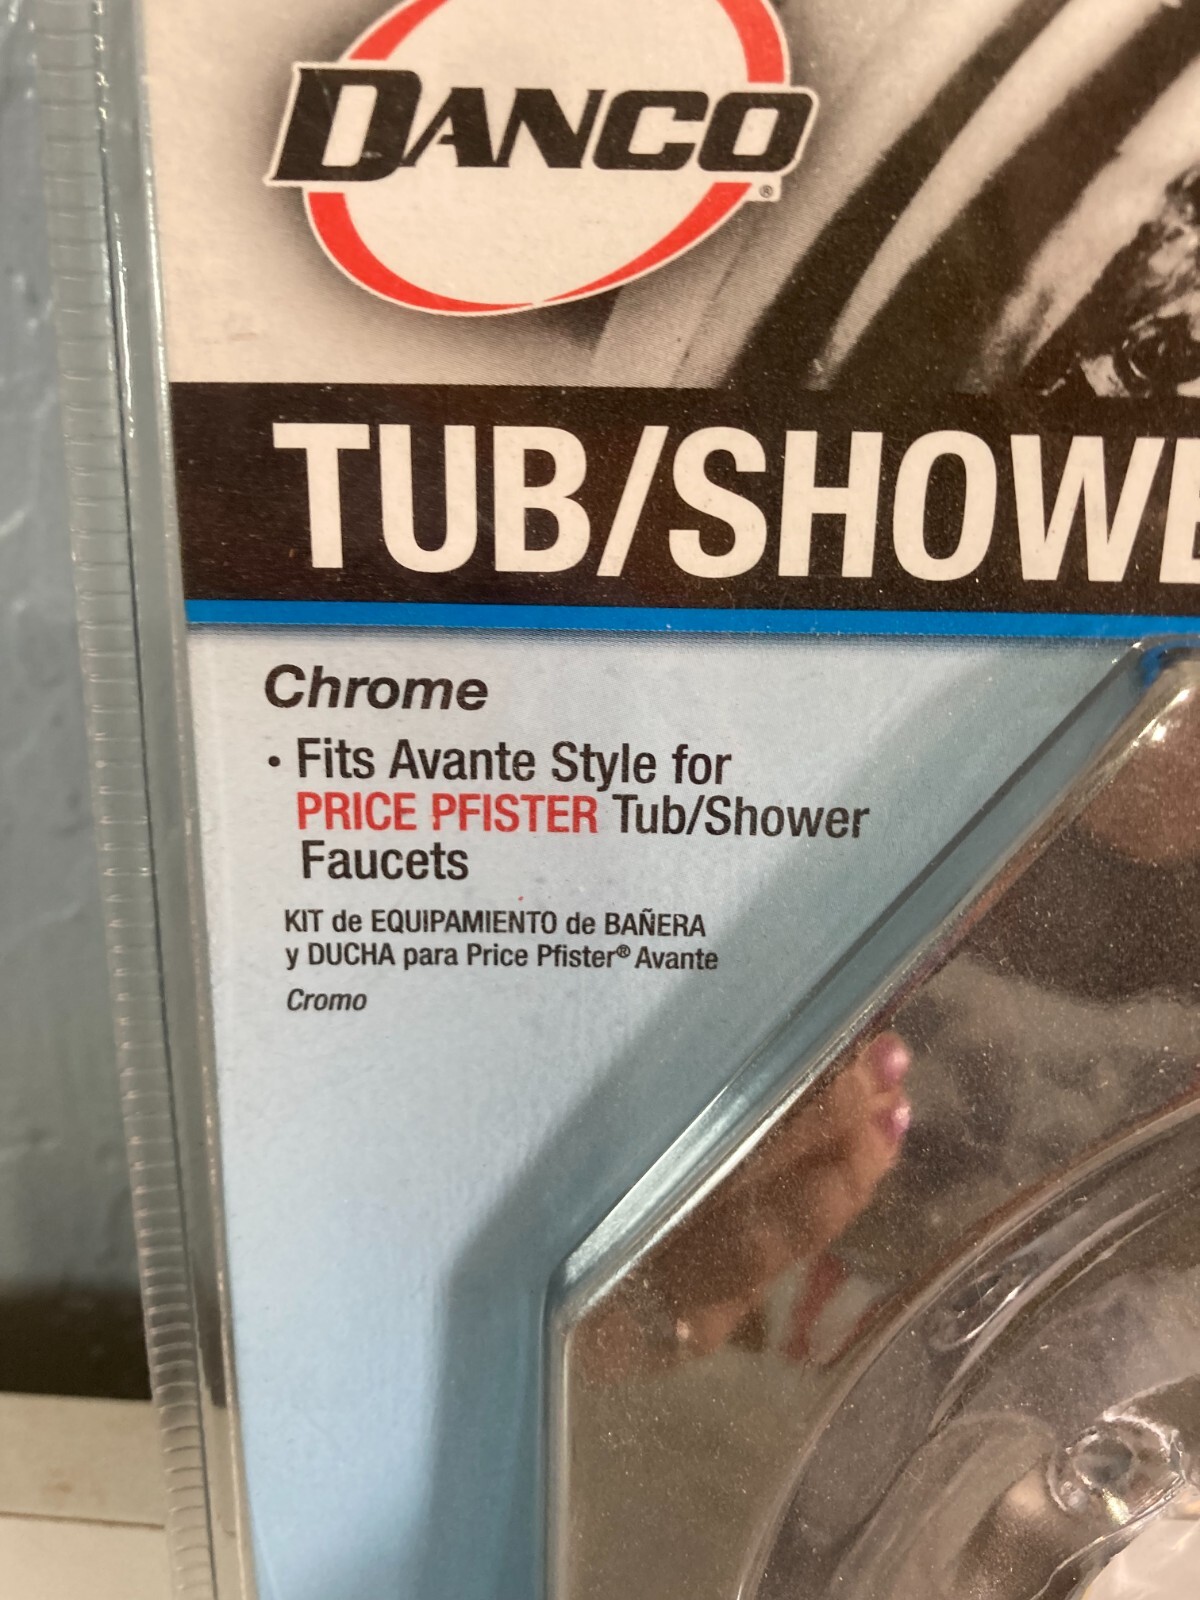 DANCO®
TUB/SHOWE
Chrome
· Fits Avante Style for
PRICE PFISTER Tub/Shower
Faucets
KIT de EQUIPAMIENTO de BAÑERA
y DUCHA para Price Pfister® Avante
Cromo